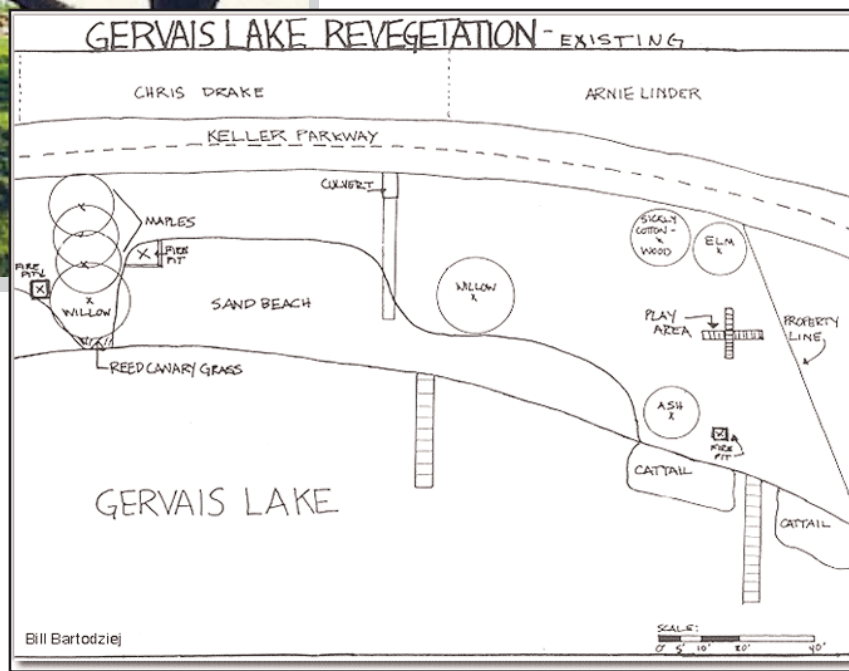 GERVAIS LAKE REVEGETATION - EXISTING
CHRIS DRAKE
ARNIE LINDER
KELLER PARKWAY
CULVERT
MAPLES
FIRE
PIT
FIRE
PIT
WILLOW
SAND BEACH
REED CANARY GRASS
WILLOW
SICKLY
COTTON-
WOOD
ELM
PLAY
AREA
PROPERTY
LINE
ASH
FIRE
PIT
CATTAIL
CATTAIL
GERVAIS LAKE
Bill Bartodziej
SCALE:
0' 5' 10' 20' 40'